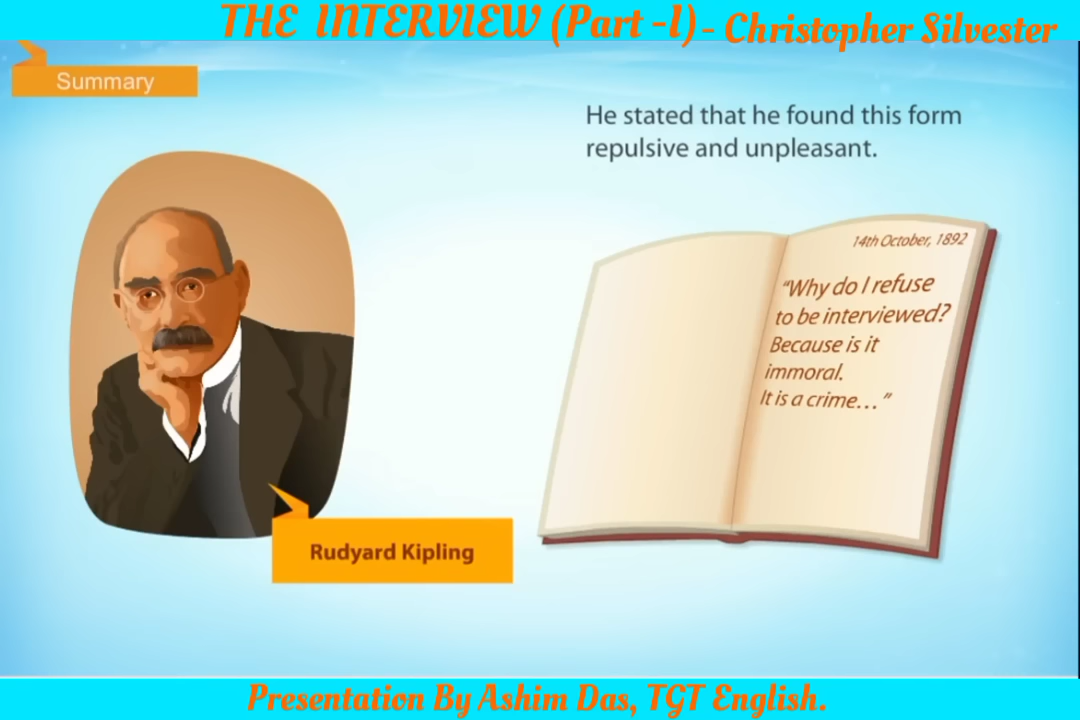 THE INTERVIEW (Part -I) - Christopher Silvester
Summary
He stated that he found this form
repulsive and unpleasant.
14th October, 1892
"Why do I refuse
to be interviewed?
Because is it
immoral.
It is a crime..."
Rudyard Kipling
Presentation By Ashim Das, TGT English.